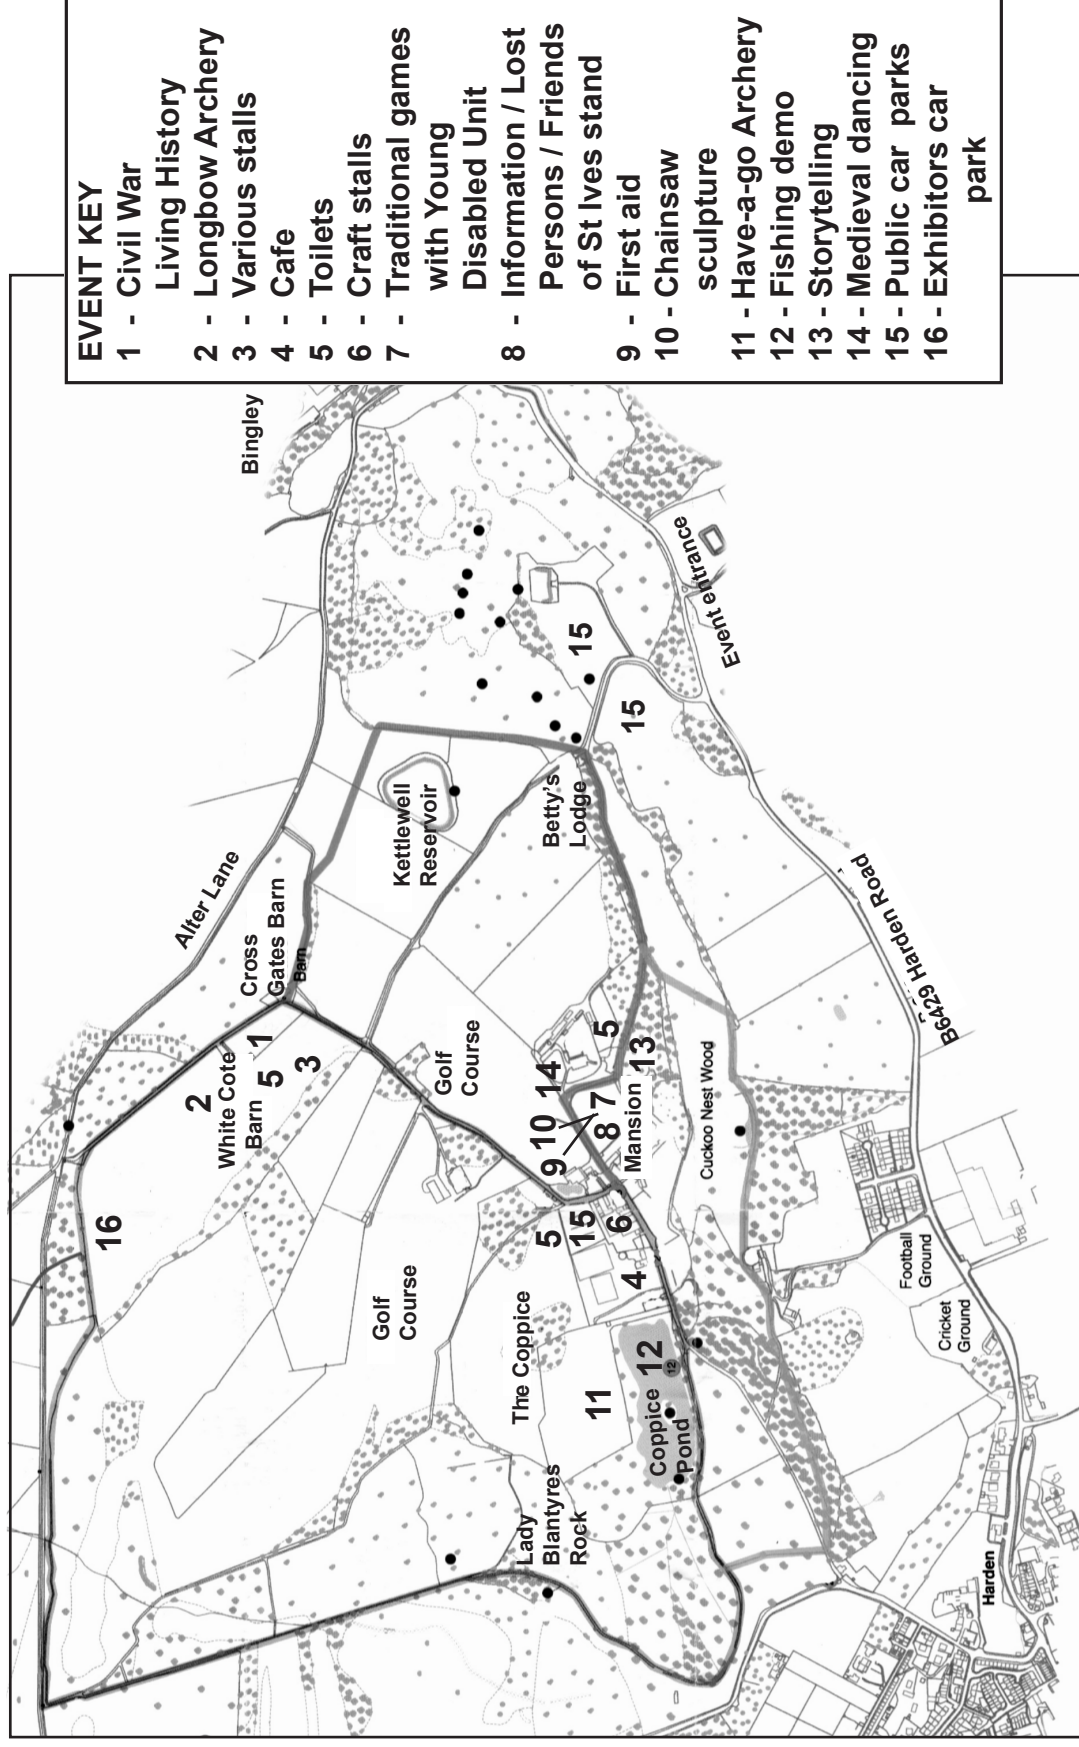 EVENT KEY
1 - Civil War
Living History
2 - Longbow Archery
3 - Various stalls
4 - Cafe
5 - Toilets
6 - Craft stalls
7 - Traditional games
with Young
Disabled Unit
8 - Information / Lost
Persons / Friends
of St Ives stand
9 - First aid
10 - Chainsaw
sculpture
11 - Have-a-go Archery
12 - Fishing demo
13 - Storytelling
14 - Medieval dancing
15 - Public car parks
16 - Exhibitors car
park
Bingley
Alter Lane
Cross
Gates Barn
Barn
Kettlewell
Reservoir
Betty's
Lodge
15
15
Event entrance
B6429 Harden Road
16
2
White Cote
Barn
5
1
3
Golf
Course
Golf
Course
14
5
13
10
9
7
8
Mansion
5
15
6
4
Cuckoo Nest Wood
The Coppice
11
12
12
Coppice
Pond
Lady
Blantyres
Rock
Football
Ground
Cricket
Ground
Harden